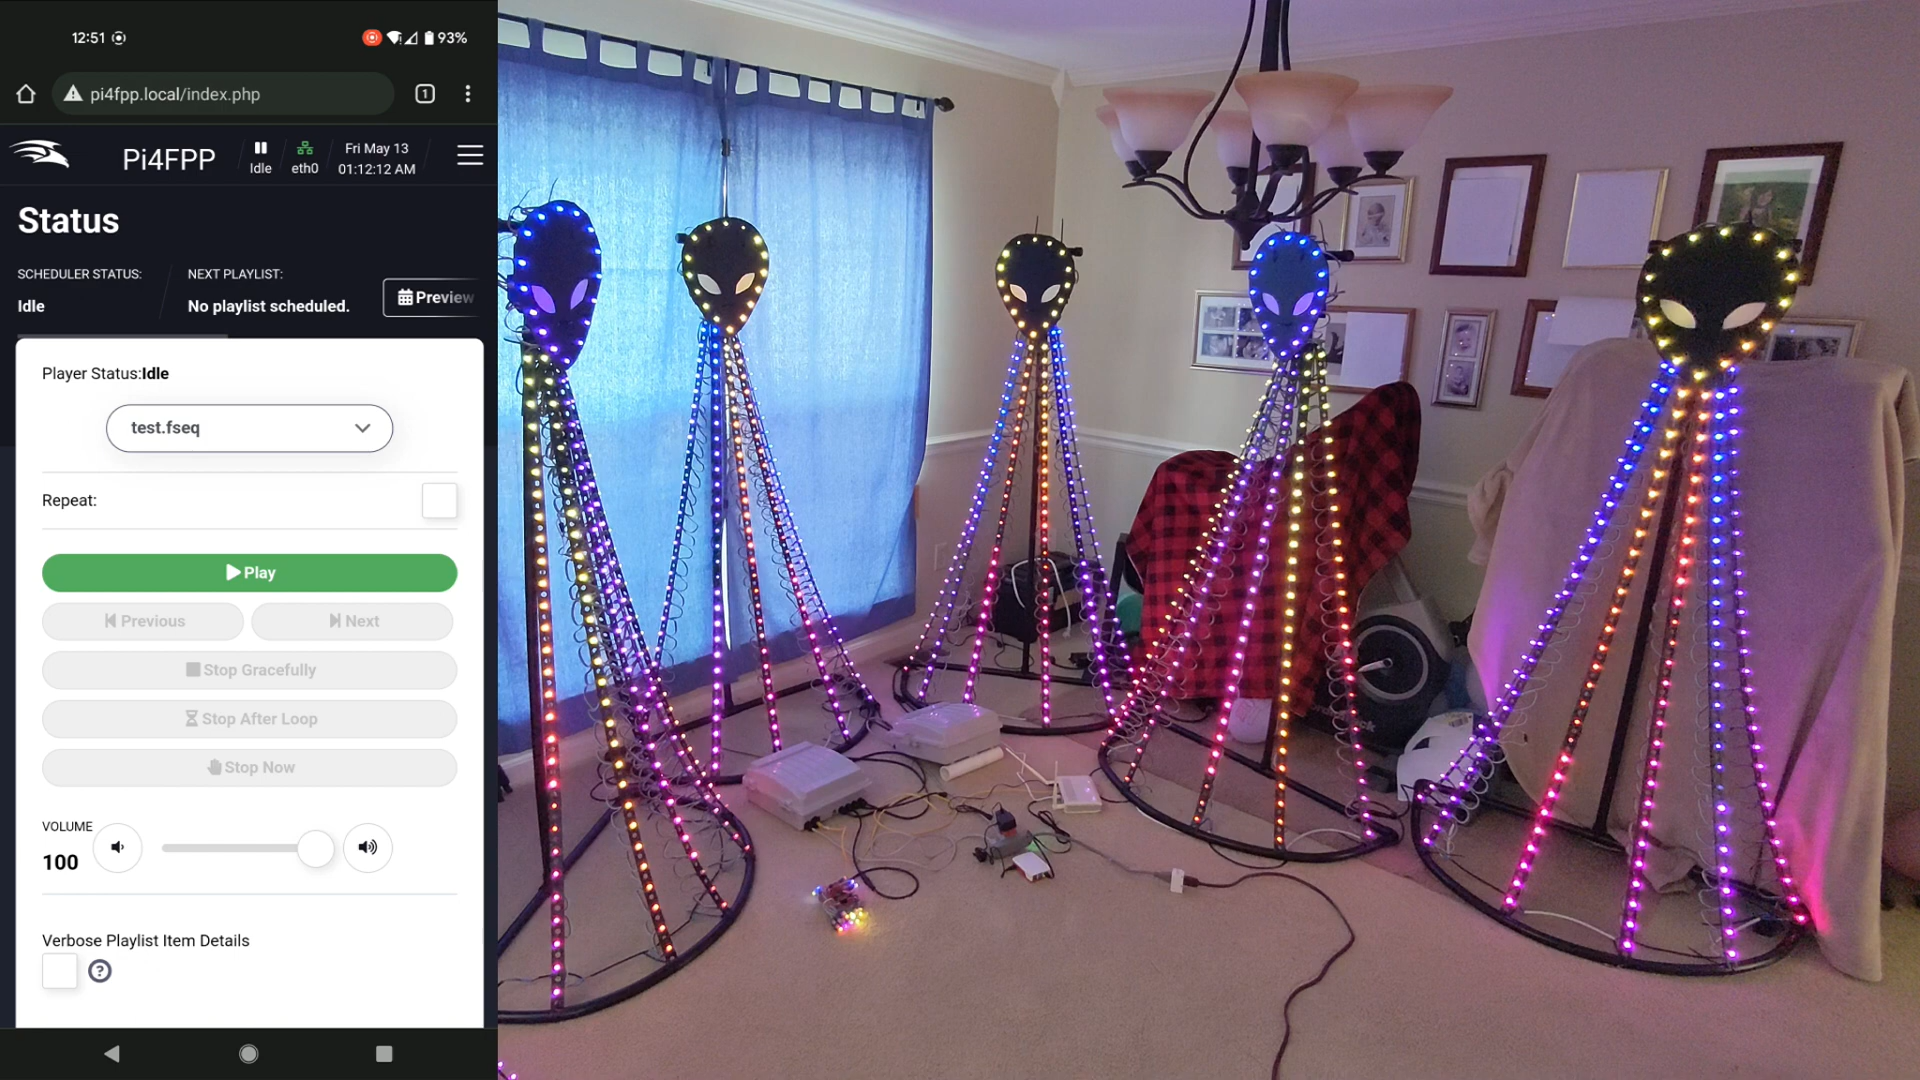 12:51
93%
pi4fpp.local/index.php
1
Pi4FPP
Idle
eth0
Fri May 13
01:12:12 AM
Status
SCHEDULER STATUS:
Idle
NEXT PLAYLIST:
No playlist scheduled.
Preview
Player Status:Idle
test.fseq
Repeat:
Play
Previous
Next
Stop Gracefully
Stop After Loop
Stop Now
VOLUME
100
Verbose Playlist Item Details
?